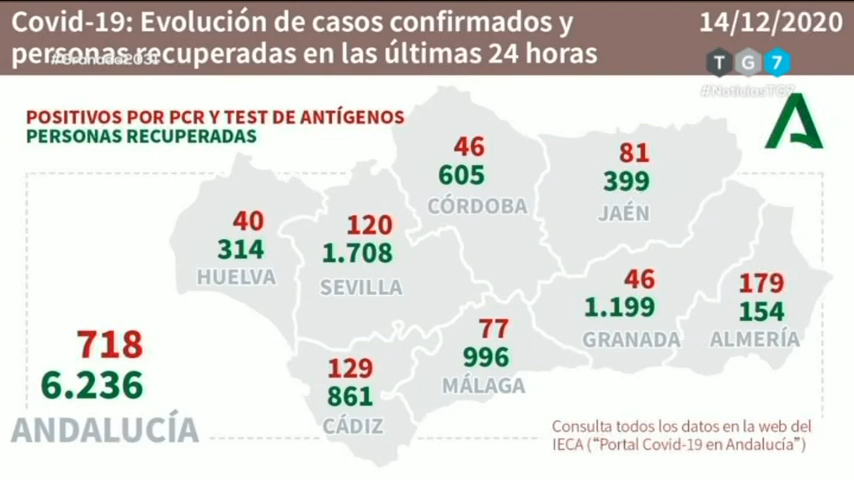 Covid-19: Evolución de casos confirmados y
personas recuperadas en las últimas 24 horas
14/12/2020
#Granada2031
TG7
#NoticiasTG7
POSITIVOS POR PCR Y TEST DE ANTÍGENOS
PERSONAS RECUPERADAS
46
605
CÓRDOBA
81
399
JAÉN
40
314
HUELVA
120
1.708
SEVILLA
46
1.199
GRANADA
179
154
ALMERÍA
77
996
MÁLAGA
129
861
CÁDIZ
718
6.236
ANDALUCÍA
Consulta todos los datos en la web del
IECA (“Portal Covid-19 en Andalucía”)